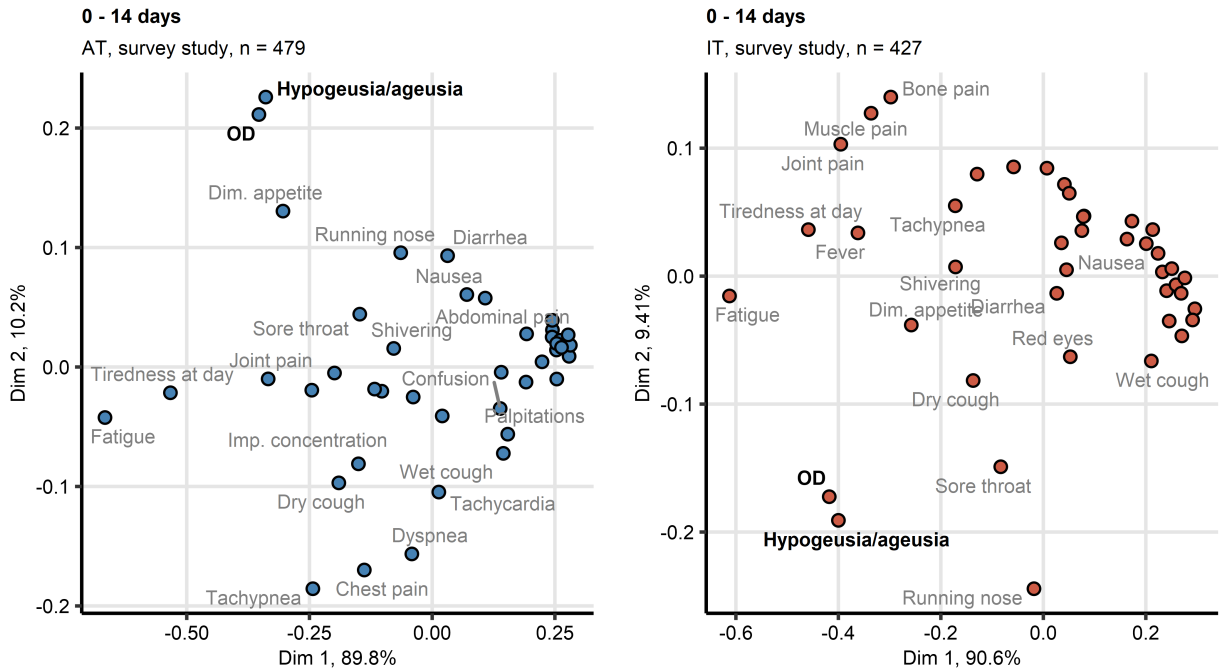 0 - 14 days
AT, survey study, n = 479
Hypogeusia/ageusia
OD
Dim. appetite
Running nose
Diarrhea
Nausea
Abdominal pain
Sore throat
Shivering
Joint pain
Tiredness at day
Confusion
Fatigue
Palpitations
Imp. concentration
Wet cough
Dry cough
Tachycardia
Dyspnea
Chest pain
Tachypnea
0.2
0.1
0.0
-0.1
-0.2
Dim 2, 10.2%
-0.50
-0.25
0.00
0.25
Dim 1, 89.8%
0 - 14 days
IT, survey study, n = 427
Bone pain
Muscle pain
Joint pain
Tiredness at day
Tachypnea
Fever
Nausea
Shivering
Dim. appetite
Diarrhea
Fatigue
Red eyes
Wet cough
Dry cough
OD
Sore throat
Hypogeusia/ageusia
Running nose
0.1
0.0
-0.1
-0.2
Dim 2, 9.41%
-0.6
-0.4
-0.2
0.0
0.2
Dim 1, 90.6%